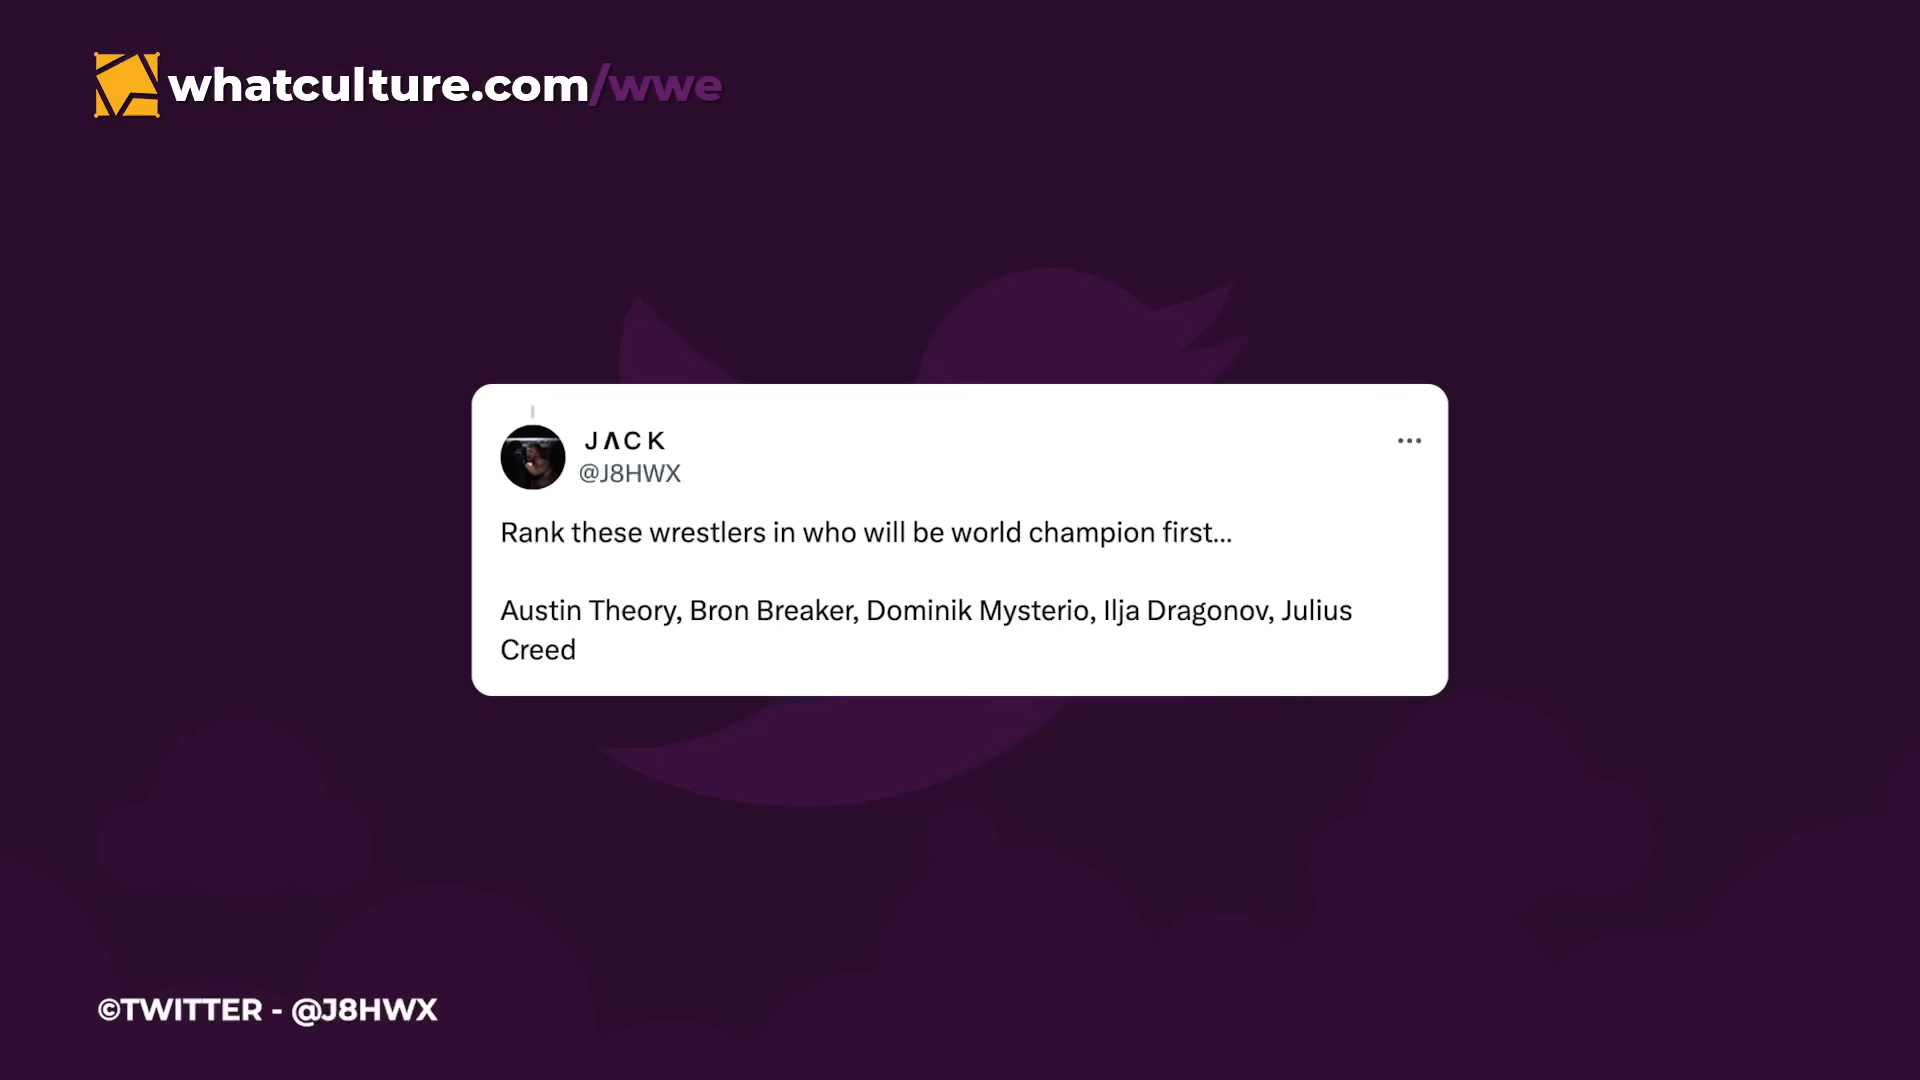 whatculture.com/wwe
JΛCK
@J8HWX
Rank these wrestlers in who will be world champion first...
Austin Theory, Bron Breaker, Dominik Mysterio, Ilja Dragonov, Julius
Creed
©TWITTER - @J8HWX